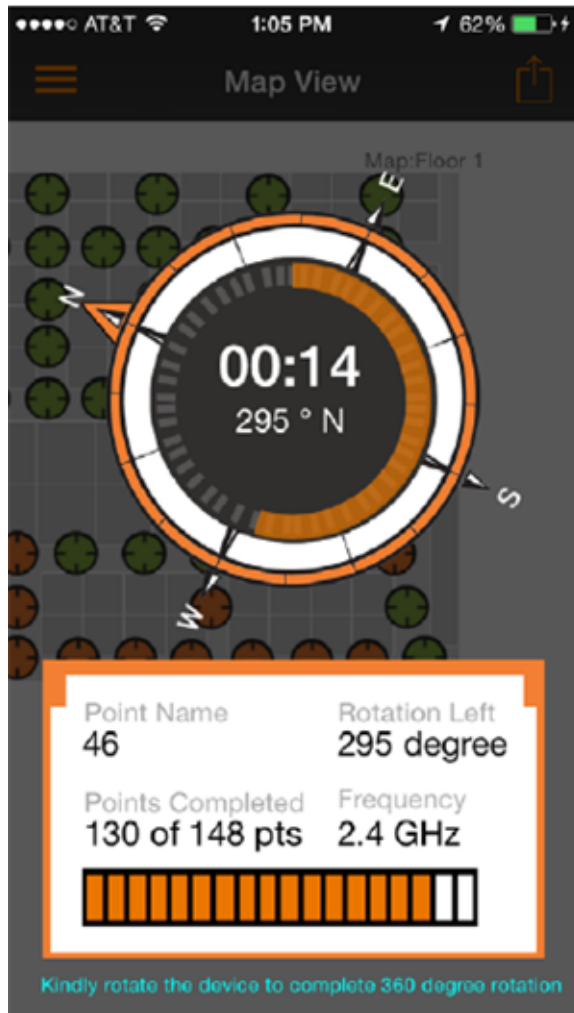 AT&T 1:05 PM 62%
Map View
Map:Floor 1
E
N
00:14
295 ° N
S
W
Point Name Rotation Left
46 295 degree
Points Completed Frequency
130 of 148 pts 2.4 GHz
Kindly rotate the device to complete 360 degree rotation